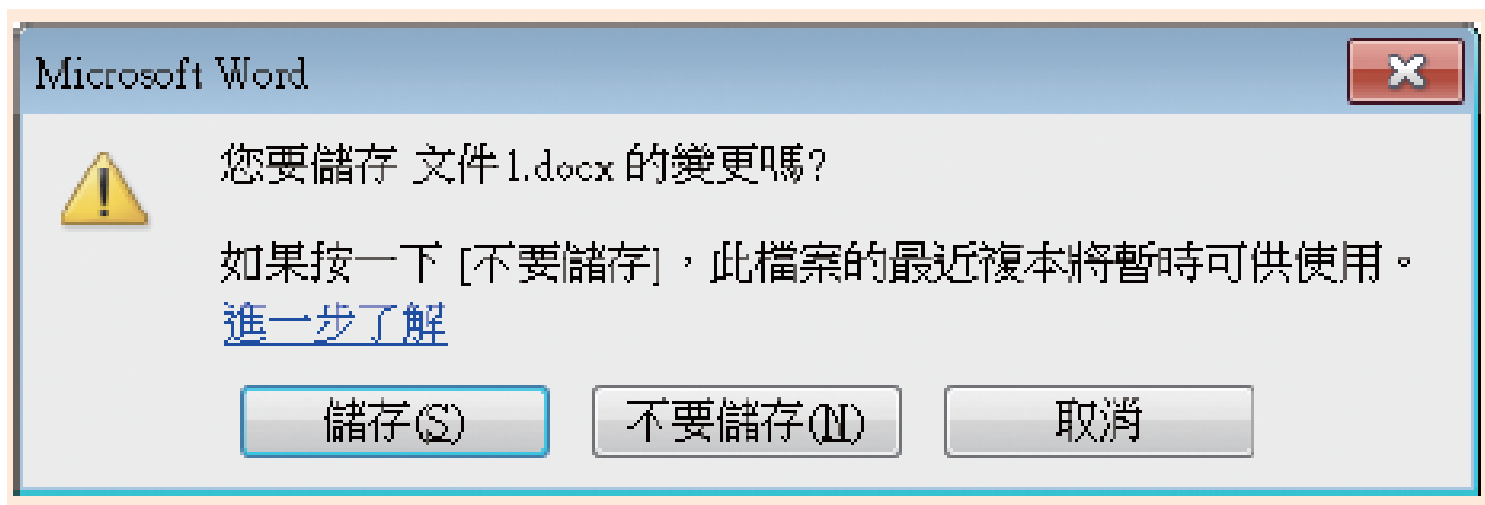 Microsoft Word
您要儲存 文件1.docx 的變更嗎?
如果按一下 [不要儲存]，此檔案的最近複本將暫時可供使用。
進一步了解
儲存(S) 不要儲存(N) 取消